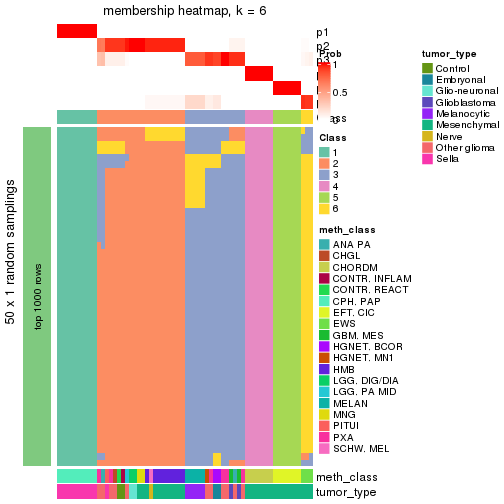 membership heatmap, k = 6
p1
p2
p3
Prob
1
0.5
0
Class
1
2
3
4
5
6
50 x 1 random samplings
top 1000 rows
meth_class
ANA PA
CHGL
CHORDM
CONTR. INFLAM
CONTR. REACT
CPH. PAP
EFT. CIC
EWS
GBM. MES
HGNET. BCOR
HGNET. MN1
HMB
LGG. DIG/DIA
LGG. PA MID
MELAN
MNG
PITUI
PXA
SCHW. MEL
tumor_type
Control
Embryonal
Glio-neuronal
Glioblastoma
Melanocytic
Mesenchymal
Nerve
Other glioma
Sella
meth_class
tumor_type